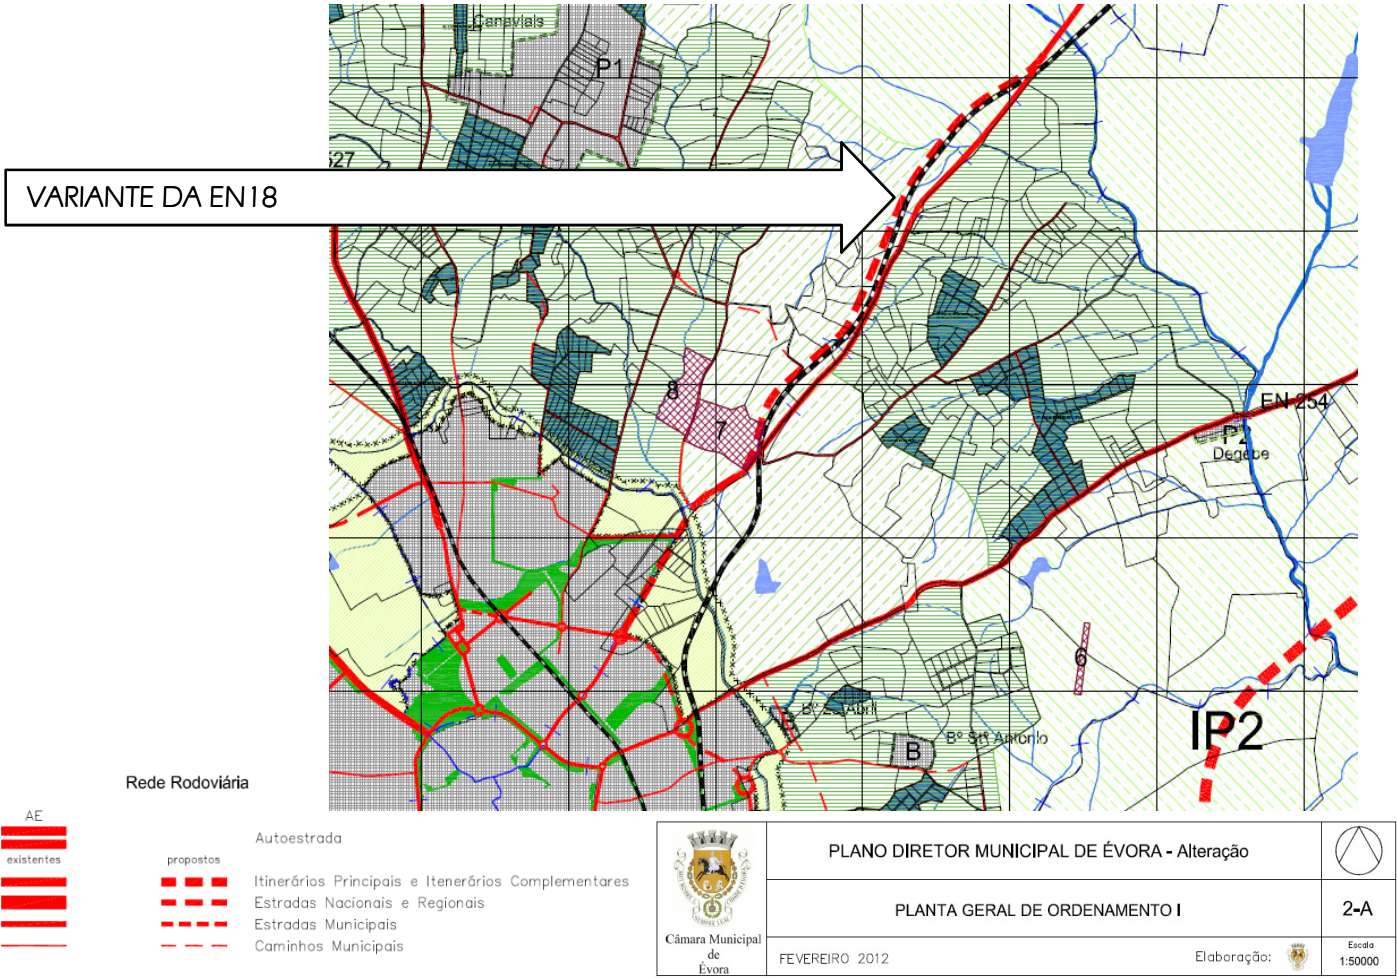 Canaviais
P1
527
VARIANTE DA EN18
8
7
EN-254
P2
Degebe
6
IP2
Bº 25 Abril
B
Bº Stº António
Rede Rodoviária
AE
Autoestrada
existentes
propostos
Itinerários Principais e Itenerários Complementares
Estradas Nacionais e Regionais
Estradas Municipais
Caminhos Municipais
Câmara Municipal
de
Évora
PLANO DIRETOR MUNICIPAL DE ÉVORA - Alteração
PLANTA GERAL DE ORDENAMENTO I
2-A
FEVEREIRO 2012
Elaboração:
Escala
1:50000